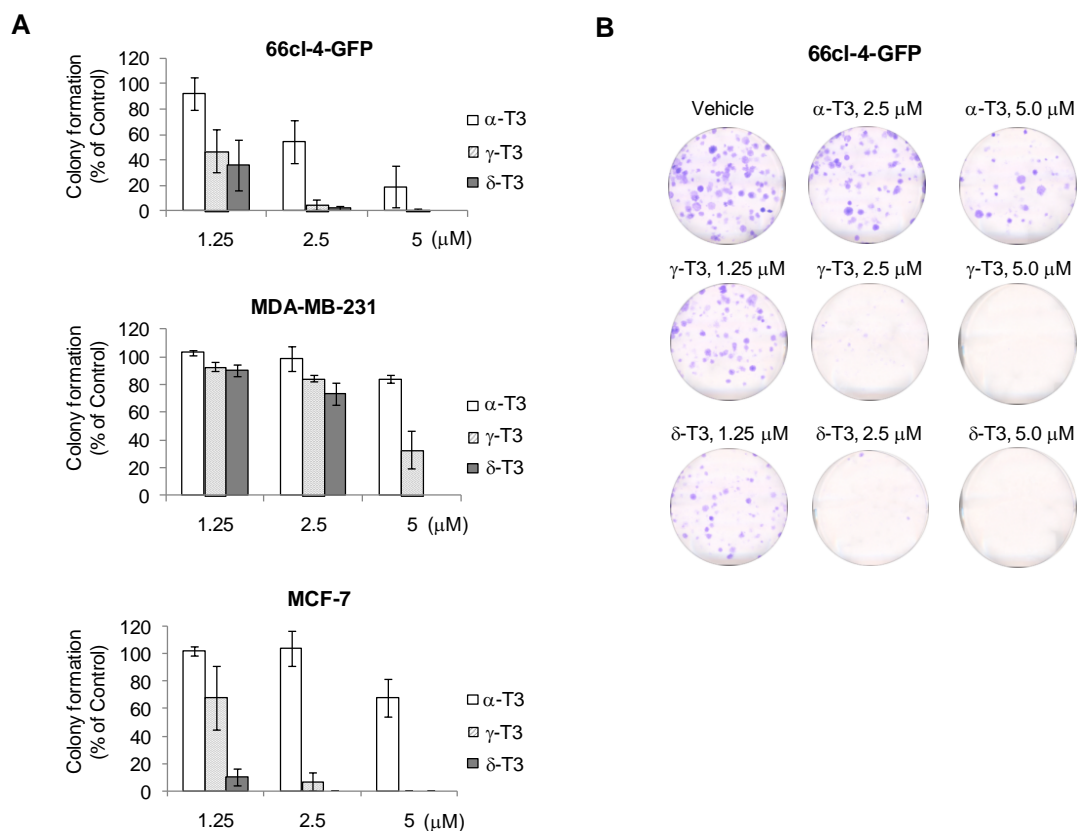 A
66cl-4-GFP
Colony formation
(% of Control)
120
100
80
60
40
20
0
1.25 2.5 5 (μM)
α-T3
γ-T3
δ-T3
MDA-MB-231
Colony formation
(% of Control)
120
100
80
60
40
20
0
1.25 2.5 5 (μM)
α-T3
γ-T3
δ-T3
MCF-7
Colony formation
(% of Control)
120
100
80
60
40
20
0
1.25 2.5 5 (μM)
α-T3
γ-T3
δ-T3
B
66cl-4-GFP
Vehicle α-T3, 2.5 μM α-T3, 5.0 μM
γ-T3, 1.25 μM γ-T3, 2.5 μM γ-T3, 5.0 μM
δ-T3, 1.25 μM δ-T3, 2.5 μM δ-T3, 5.0 μM